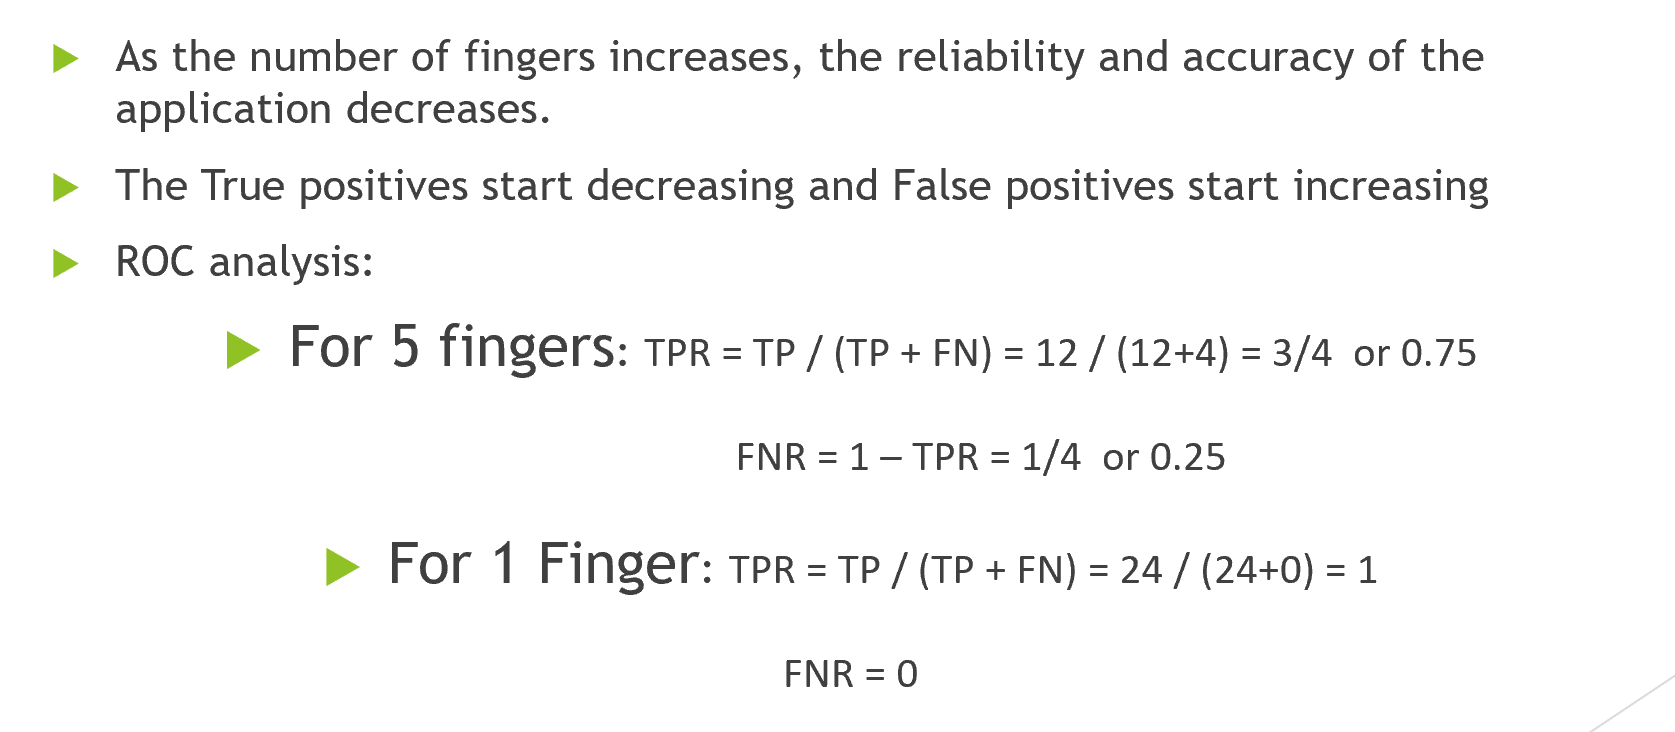 As the number of fingers increases, the reliability and accuracy of the
application decreases.
The True positives start decreasing and False positives start increasing
ROC analysis:
For 5 fingers: TPR = TP / (TP + FN) = 12 / (12+4) = 3/4 or 0.75
FNR = 1 – TPR = 1/4 or 0.25
For 1 Finger: TPR = TP / (TP + FN) = 24 / (24+0) = 1
FNR = 0